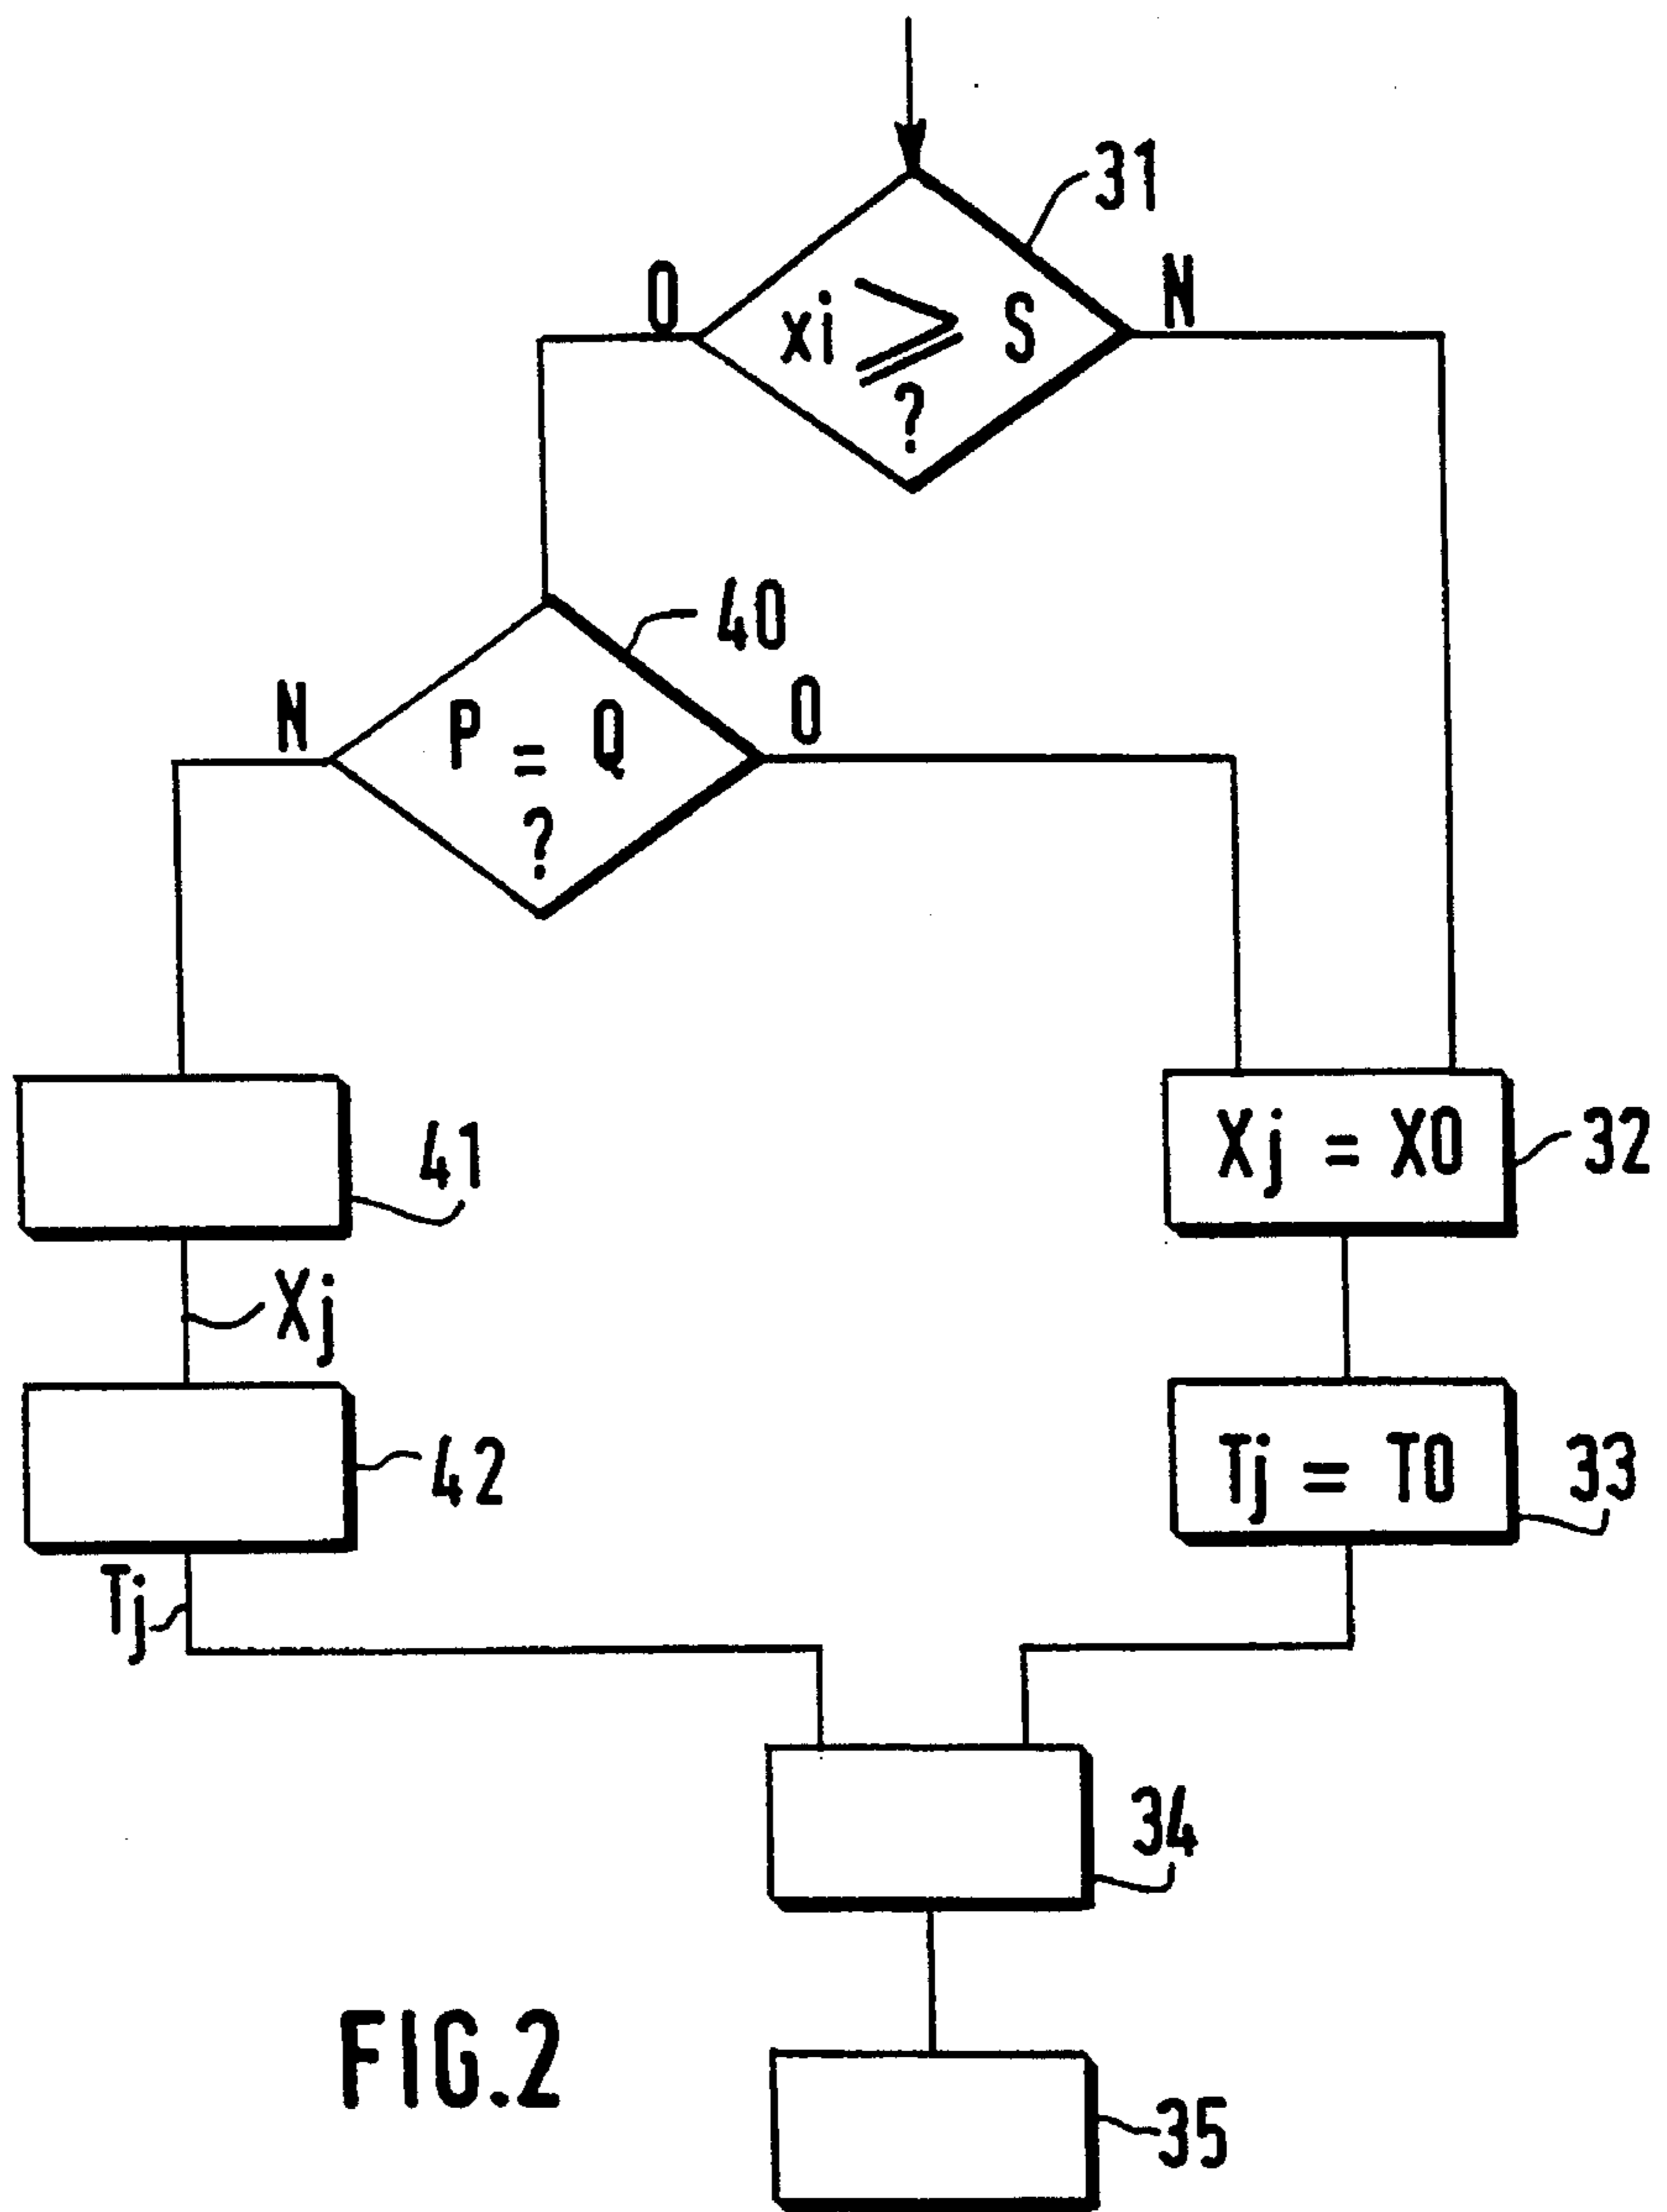 31
O
xi ⩾ S
?
N
40
N
P = Q
?
O
41
Xj = X0
32
Xj
42
Tj = T0
33
Tj
34
FIG.2
35